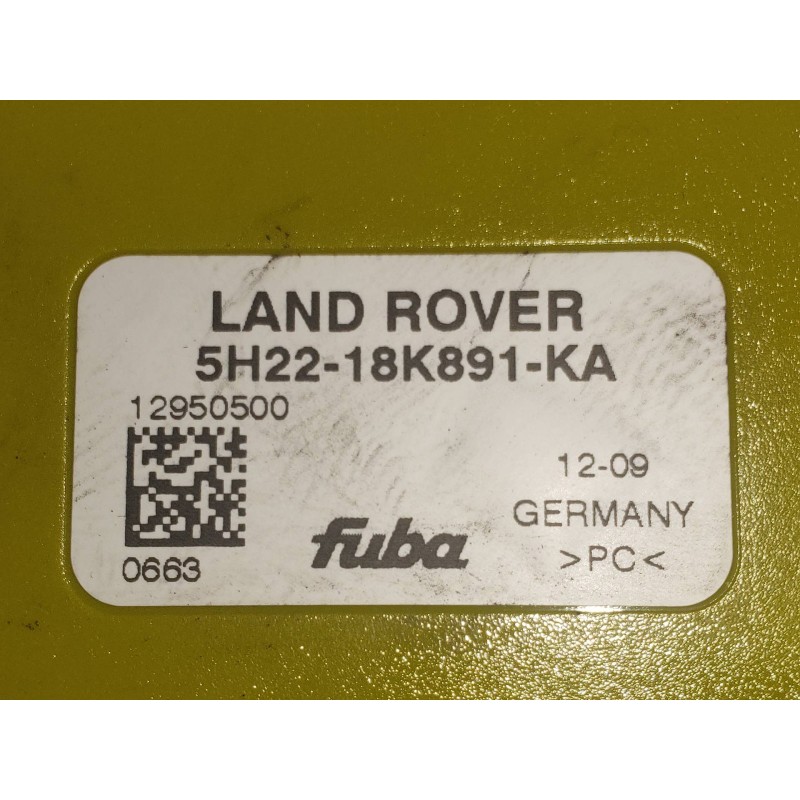 LAND ROVER
5H22-18K891-KA
12950500
12-09
GERMANY
fuba
0663
>PC<